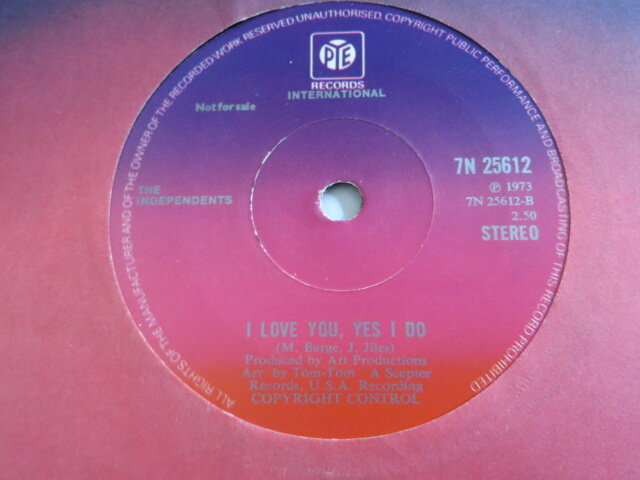 ALL RIGHTS OF THE MANUFACTURER AND OF THE OWNER OF THE RECORDED WORK RESERVED UNAUTHORISED, COPYRIGHT PUBLIC PERFORMANCE AND BROADCASTING OF THIS RECORD PROHIBITED
PYE
RECORDS
INTERNATIONAL
Not for sale
7N 25612
℗ 1973
7N 25612-B
2.50
STEREO
THE
INDEPENDENTS
I LOVE YOU, YES I DO
(M. Barge, J. Jiles)
Produced by Art Productions
Arr. by Tom-Tom A Scepter
Records, U.S.A. Recording
COPYRIGHT CONTROL